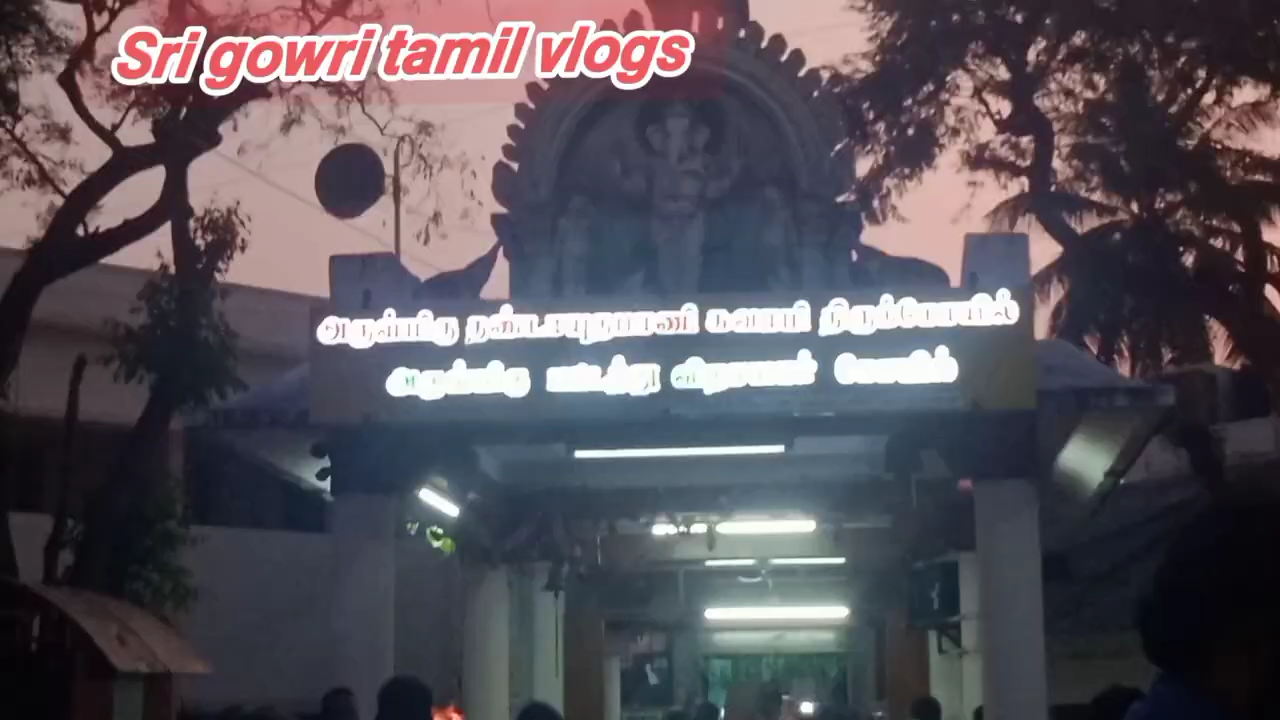 Sri gowri tamil vlogs
அருள்மிகு தண்டாயுதபாணி சுவாமி திருக்கோயில்
அருள்மிகு விநாயகர் கோவில்